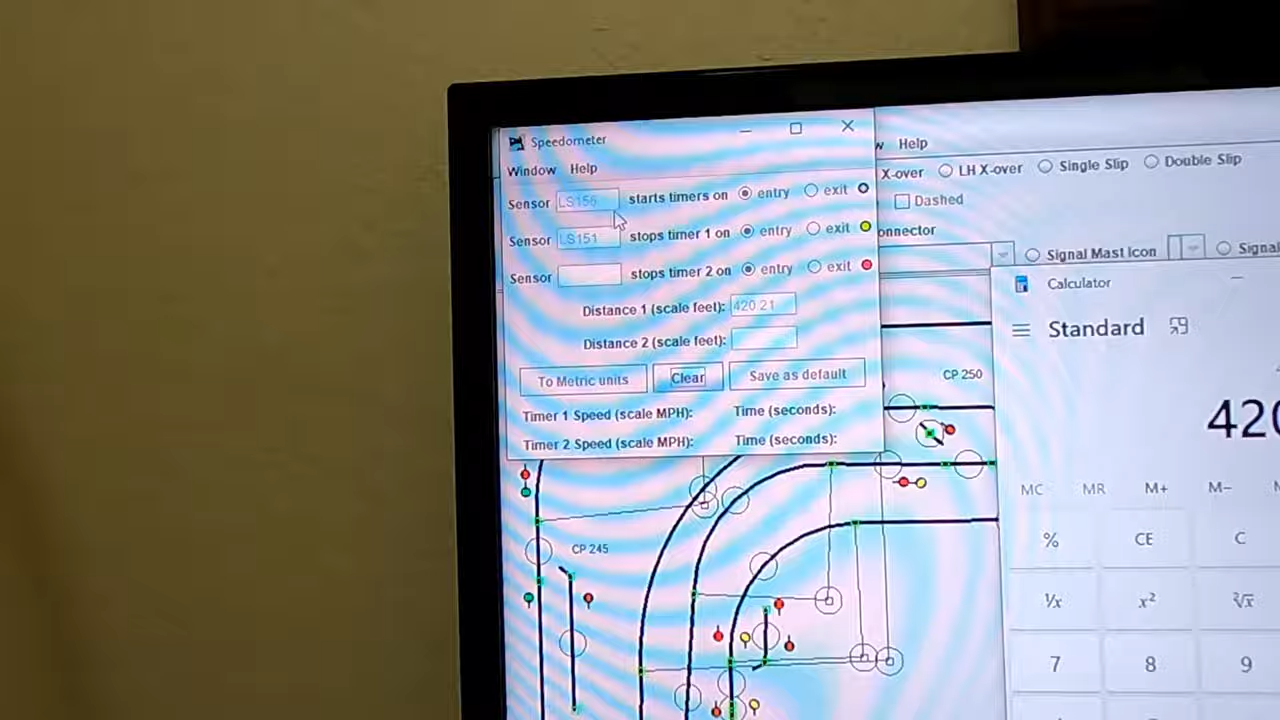 Speedometer
Window Help
Sensor LS156 starts timers on entry exit
Sensor LS151 stops timer 1 on entry exit
Sensor stops timer 2 on entry exit
Distance 1 (scale feet): 420.21
Distance 2 (scale feet):
To Metric units Clear Save as default
Timer 1 Speed (scale MPH): Time (seconds):
Timer 2 Speed (scale MPH): Time (seconds):
w Help
X-over LH X-over Single Slip Double Slip
Dashed
onnector
Signal Mast Icon Signal
CP 250
CP 245
Calculator
Standard
420
MC MR M+ M-
% CE C
¹/x x² ²√x
7 8 9